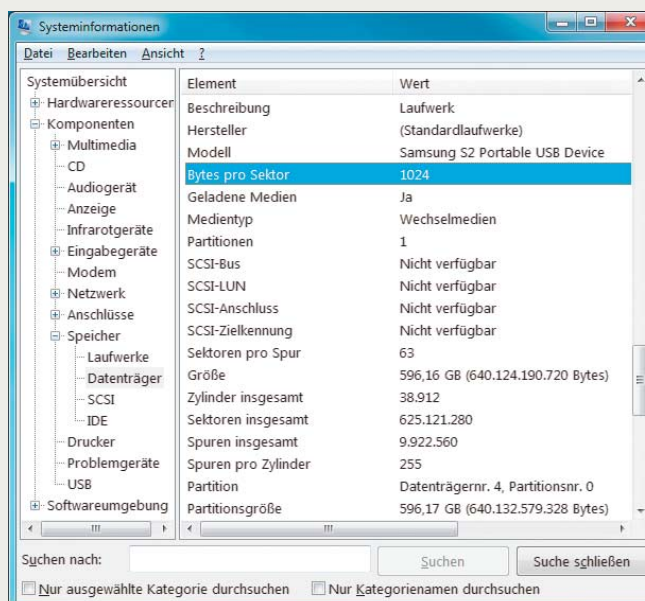 Systeminformationen
Datei Bearbeiten Ansicht ?
Systemübersicht
Hardwareressourcen
Komponenten
Multimedia
CD
Audiogerät
Anzeige
Infrarotgeräte
Eingabegeräte
Modem
Netzwerk
Anschlüsse
Speicher
Laufwerke
Datenträger
SCSI
IDE
Drucker
Problemgeräte
USB
Softwareumgebung
Element Wert
Beschreibung Laufwerk
Hersteller (Standardlaufwerke)
Modell Samsung S2 Portable USB Device
Bytes pro Sektor 1024
Geladene Medien Ja
Medientyp Wechselmedien
Partitionen 1
SCSI-Bus Nicht verfügbar
SCSI-LUN Nicht verfügbar
SCSI-Anschluss Nicht verfügbar
SCSI-Zielkennung Nicht verfügbar
Sektoren pro Spur 63
Größe 596,16 GB (640.124.190.720 Bytes)
Zylinder insgesamt 38.912
Sektoren insgesamt 625.121.280
Spuren insgesamt 9.922.560
Spuren pro Zylinder 255
Partition Datenträgernr. 4, Partitionsnr. 0
Partitionsgröße 596,17 GB (640.132.579.328 Bytes)
Suchen nach: Suchen Suche schließen
Nur ausgewählte Kategorie durchsuchen Nur Kategorienamen durchsuchen